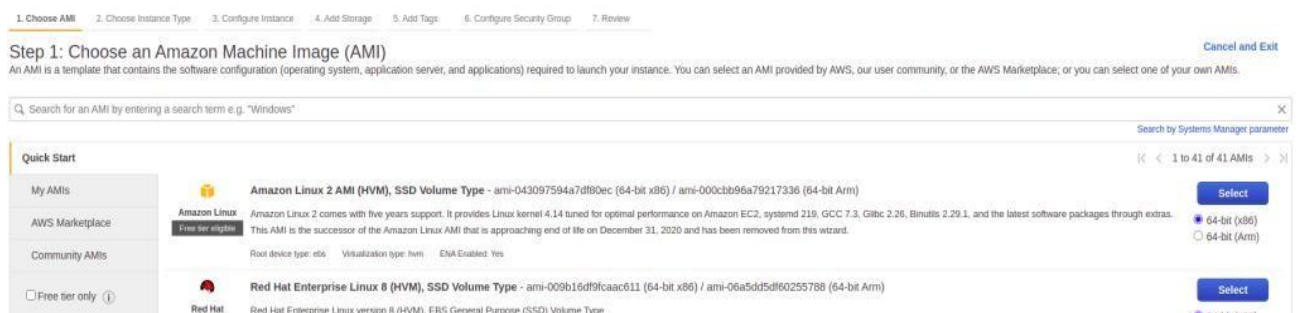 1. Choose AMI 2. Choose Instance Type 3. Configure Instance 4. Add Storage 5. Add Tags 6. Configure Security Group 7. Review
Step 1: Choose an Amazon Machine Image (AMI)
Cancel and Exit
An AMI is a template that contains the software configuration (operating system, application server, and applications) required to launch your instance. You can select an AMI provided by AWS, our user community, or the AWS Marketplace; or you can select one of your own AMIs.
Search for an AMI by entering a search term e.g. "Windows"
Search by Systems Manager parameter
Quick Start
1 to 41 of 41 AMIs
My AMIs
AWS Marketplace
Community AMIs
Free tier only
Amazon Linux
Free tier eligible
Amazon Linux 2 AMI (HVM), SSD Volume Type - ami-043097594a7df80ec (64-bit x86) / ami-000cbb96a79217336 (64-bit Arm)
Amazon Linux 2 comes with five years support. It provides Linux kernel 4.14 tuned for optimal performance on Amazon EC2, systemd 219, GCC 7.3, Glibc 2.26, Binutils 2.29.1, and the latest software packages through extras.
This AMI is the successor of the Amazon Linux AMI that is approaching end of life on December 31, 2020 and has been removed from this wizard.
Root device type: ebs Virtualization type: hvm ENA Enabled: Yes
Select
64-bit (x86)
64-bit (Arm)
Red Hat
Red Hat Enterprise Linux 8 (HVM), SSD Volume Type - ami-009b16df9fcaac611 (64-bit x86) / ami-06a5dd5df60255788 (64-bit Arm)
Red Hat Enterprise Linux version 8 (HVM), EBS General Purpose (SSD) Volume Type
Select